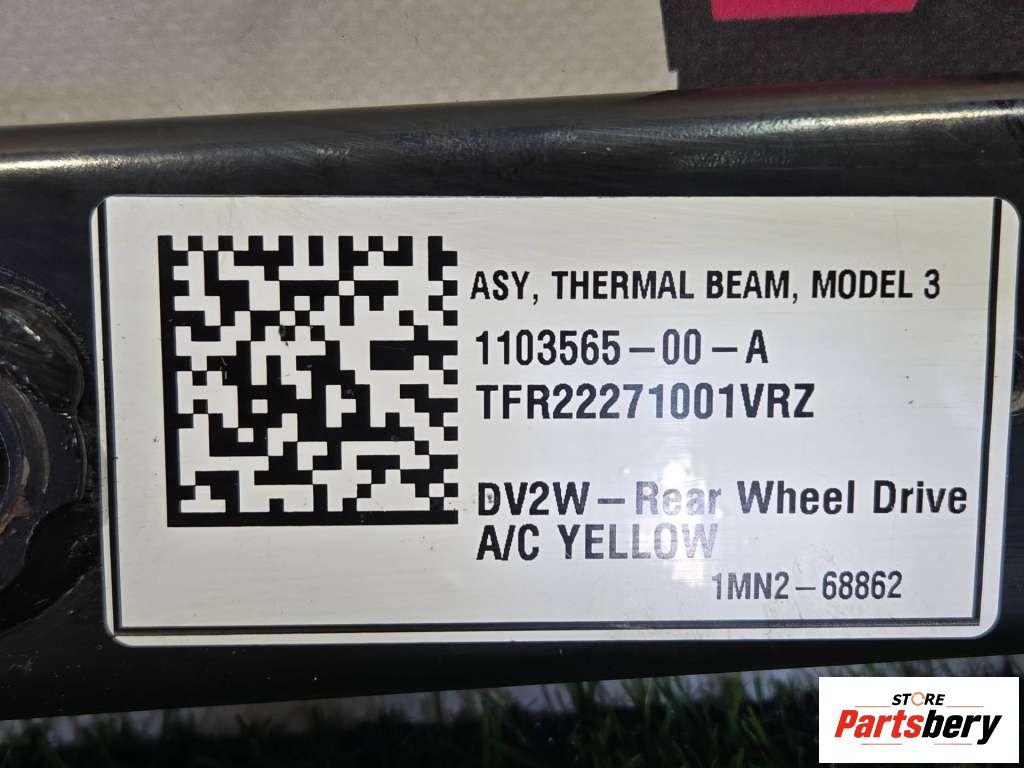 ASY, THERMAL BEAM, MODEL 3
1103565-00-A
TFR22271001VRZ
DV2W-Rear Wheel Drive
A/C YELLOW
1MN2-68862
STORE
Partsbery